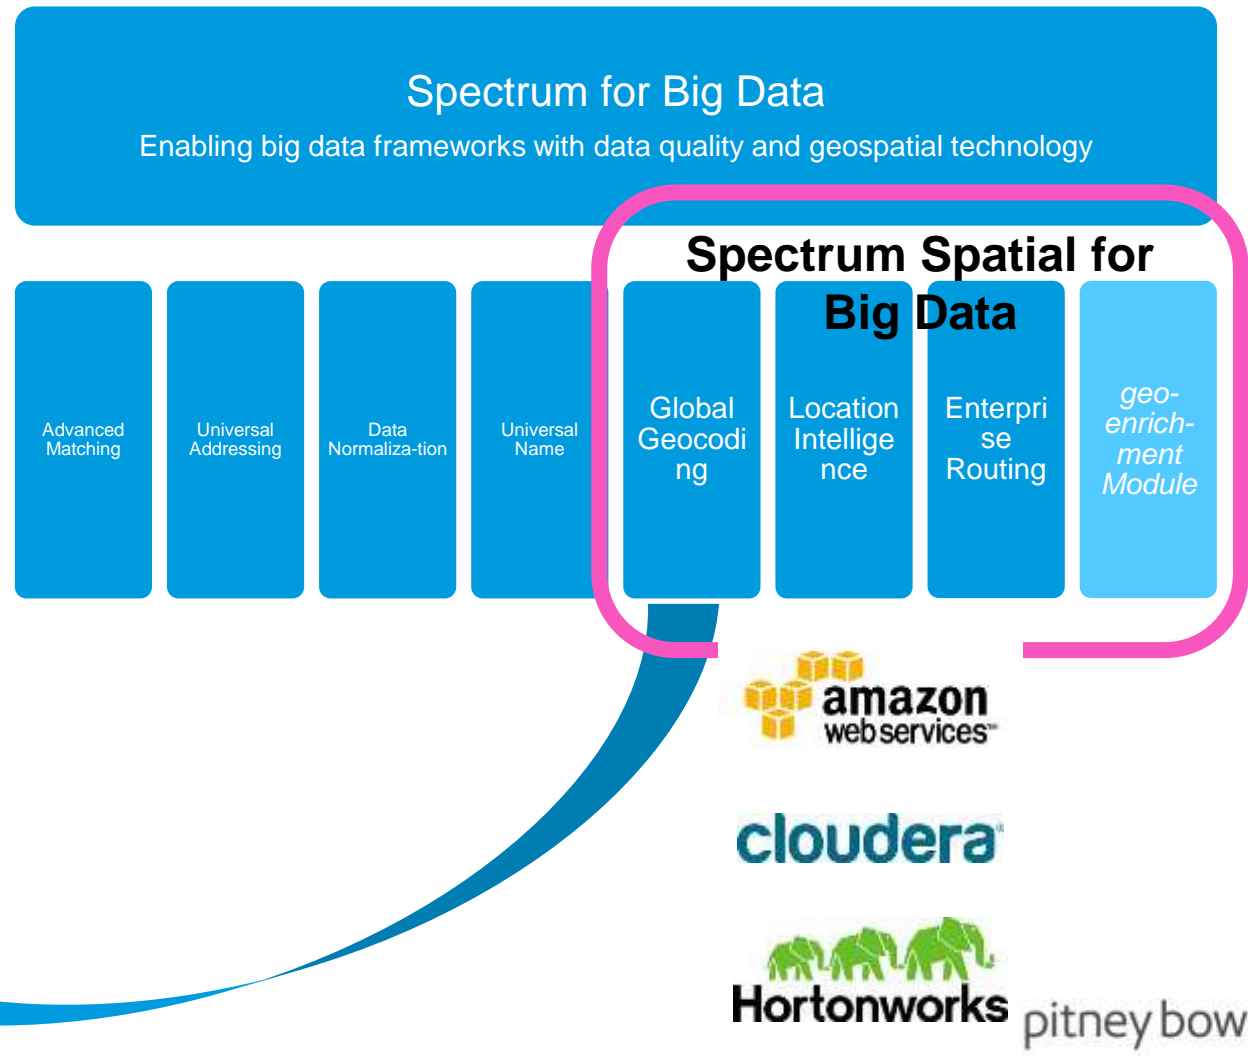 Spectrum for Big Data
Enabling big data frameworks with data quality and geospatial technology
Spectrum Spatial for
Big Data
Advanced
Matching
Universal
Addressing
Data
Normaliza-tion
Universal
Name
Global
Geocodi
ng
Location
Intellige
nce
Enterpri
se
Routing
geo-
enrich-
ment
Module
amazon
web services
cloudera
Hortonworks
pitney bow